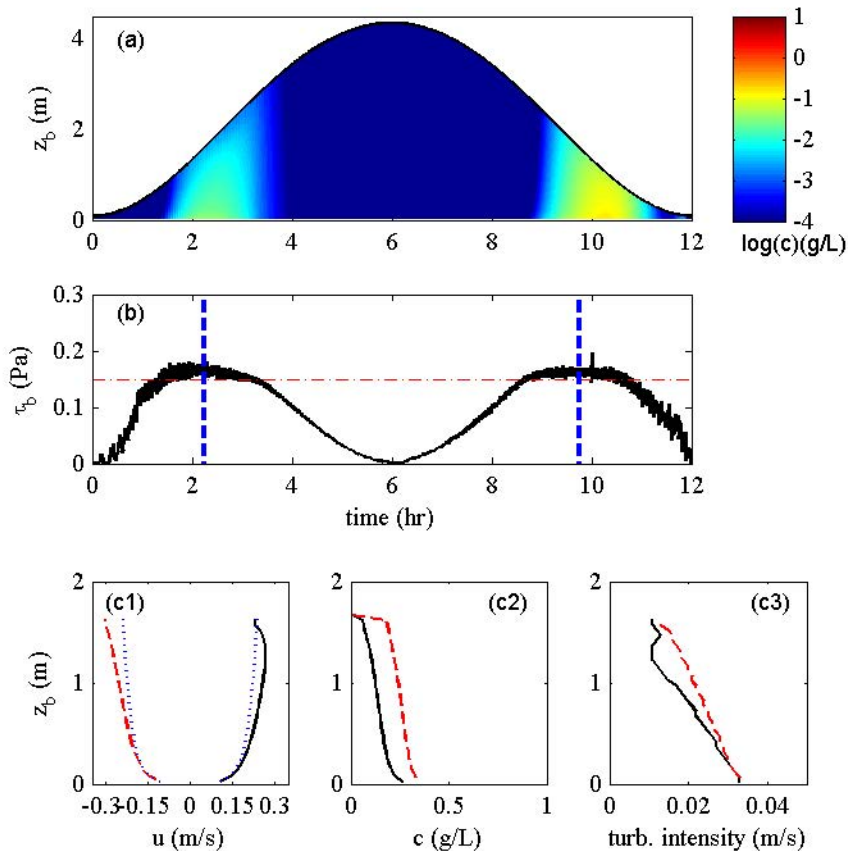 (a)
4
2
0
z_b (m)
0 2 4 6 8 10 12
1
0
-1
-2
-3
-4
log(c)(g/L)
(b)
0.3
0.2
0.1
0
τ_b (Pa)
0 2 4 6 8 10 12
time (hr)
(c1)
2
1
0
z_b (m)
-0.3 -0.15 0 0.15 0.3
u (m/s)
(c2)
2
1
0
0 0.5 1
c (g/L)
(c3)
2
1
0
0 0.02 0.04
turb. intensity (m/s)